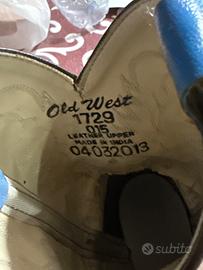 Old West
1729
015
LEATHER UPPER
MADE IN INDIA
04032013
subito